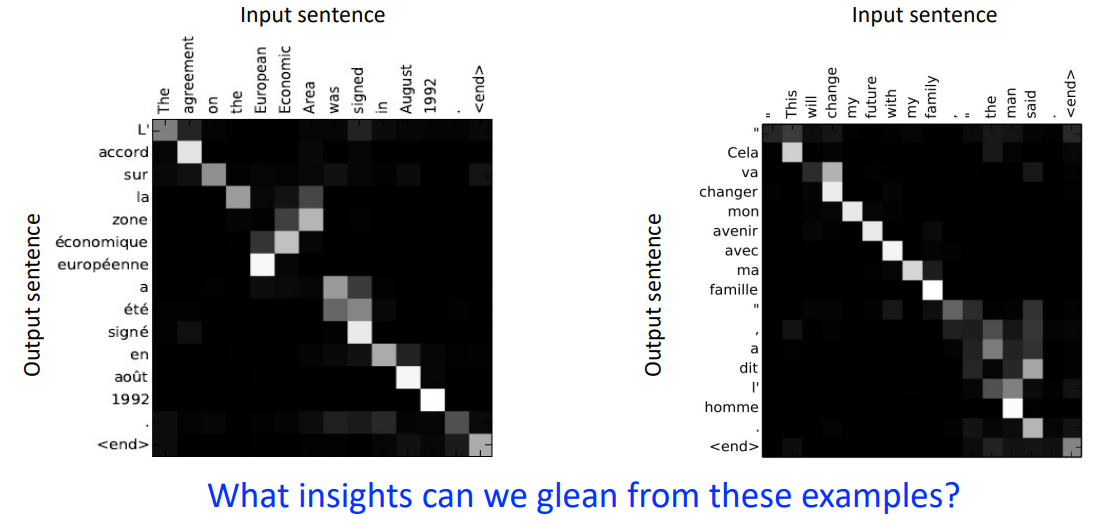 Input sentence
The
agreement
on
the
European
Economic
Area
was
signed
in
August
1992
.
<end>
Output sentence
L'
accord
sur
la
zone
économique
européenne
a
été
signé
en
août
1992
.
<end>
Input sentence
"
This
will
change
my
future
with
my
family
,
"
the
man
said
.
<end>
Output sentence
"
Cela
va
changer
mon
avenir
avec
ma
famille
"
,
a
dit
l'
homme
.
<end>
What insights can we glean from these examples?